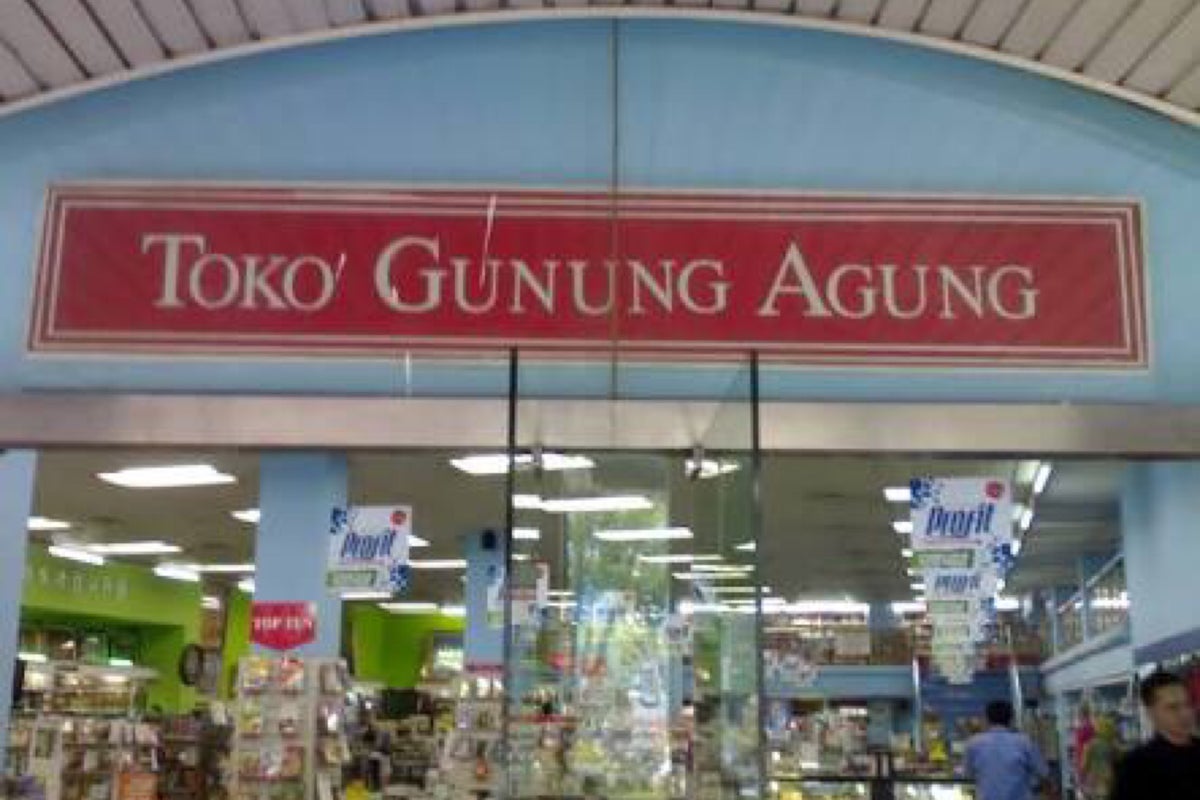 TOKO GUNUNG AGUNG
Profit
Profit
Profit
TOP TEN